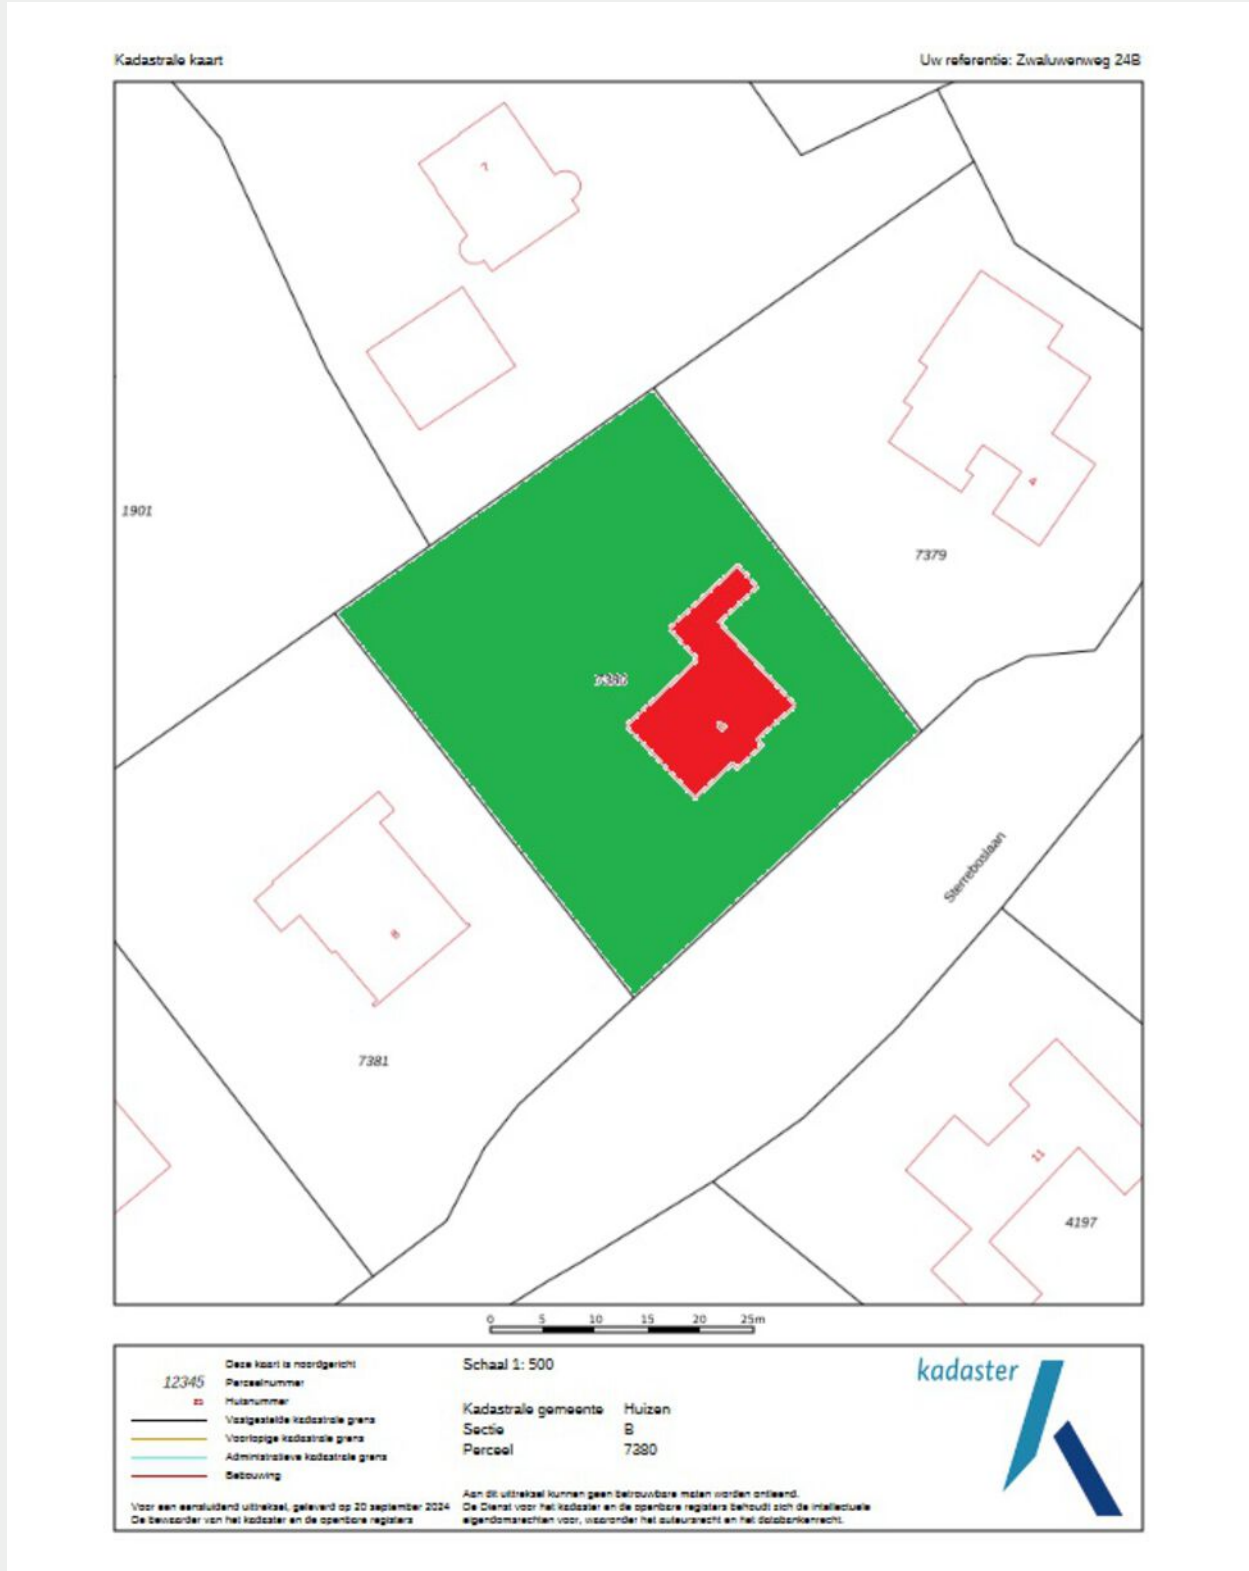 Kadastrale kaart
Uw referentie: Zwaluwenweg 24B
7
4
1901
7379
8
Sterreboslaan
7381
11
4197
0 5 10 15 20 25m
Deze kaart is noordgericht
12345 Perceelnummer
Huisnummer
Vastgestelde kadastrale grens
Voorlopige kadastrale grens
Administratieve kadastrale grens
Bebouwing
Voor een eensluidend uittreksel, geleverd op 20 september 2024
De bewaarder van het kadaster en de openbare registers
Schaal 1: 500
Kadastrale gemeente Huizen
Sectie B
Perceel 7380
Aan dit uittreksel kunnen geen betrouwbare maten worden ontleend.
De Dienst voor het kadaster en de openbare registers behoudt zich de intellectuele
eigendomsrechten voor, waaronder het auteursrecht en het databankenrecht.
kadaster